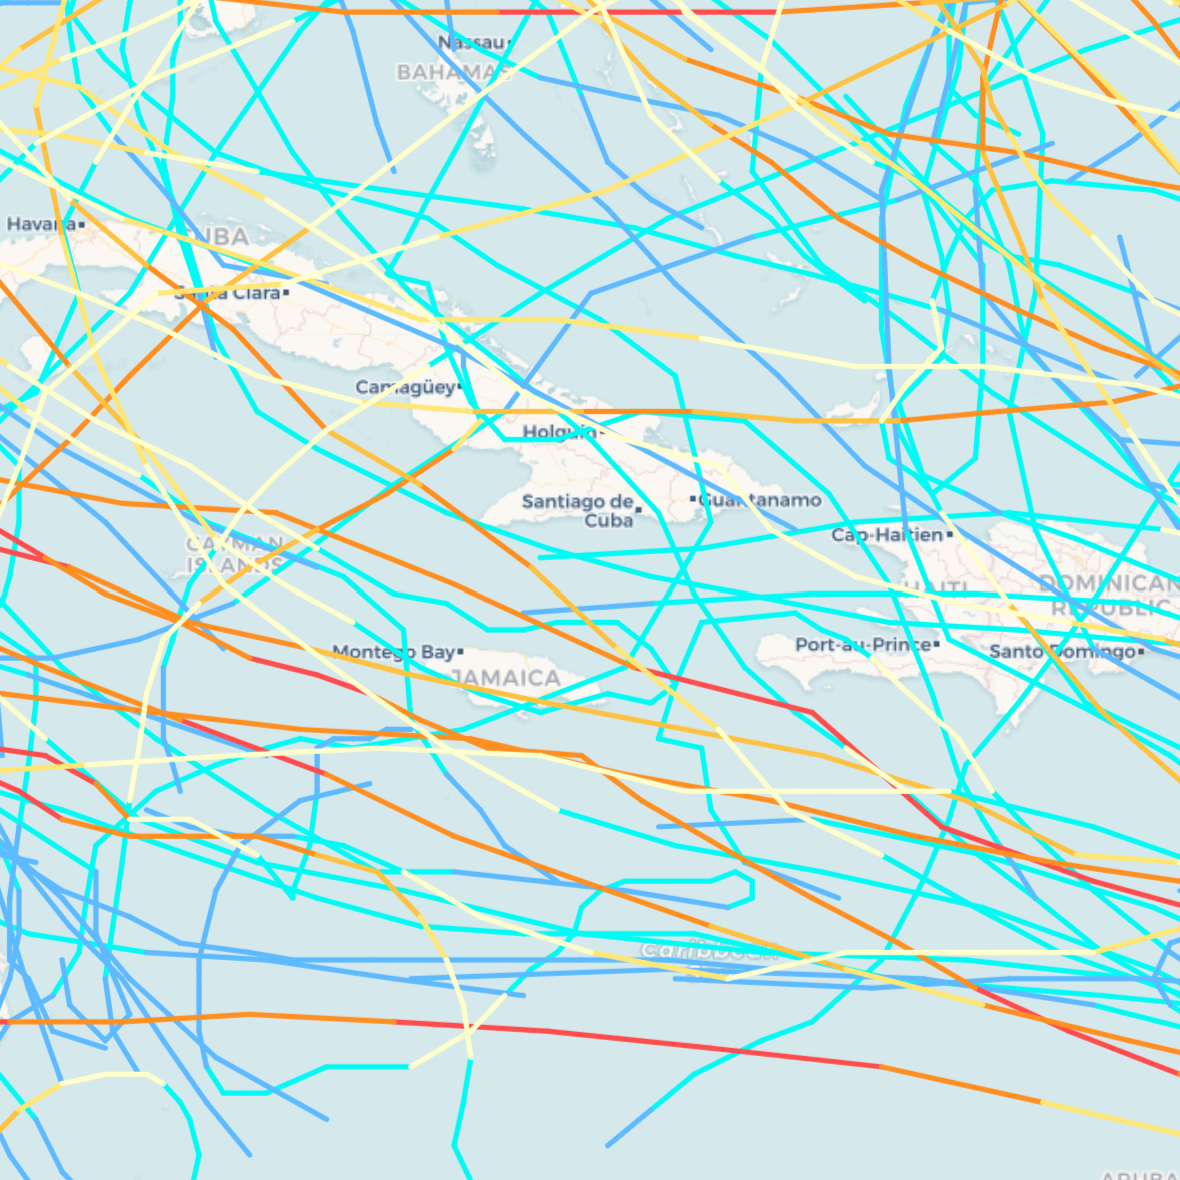 Nassau
BAHAMAS
Havana
CUBA
Santa Clara
Camagüey
Holguín
Guantanamo
Santiago de
Cuba
Cap-Haïtien
CAYMAN
ISLANDS
HAITI
DOMINICAN
REPUBLIC
Port-au-Prince
Santo Domingo
Montego Bay
JAMAICA
Caribbean
ARUBA